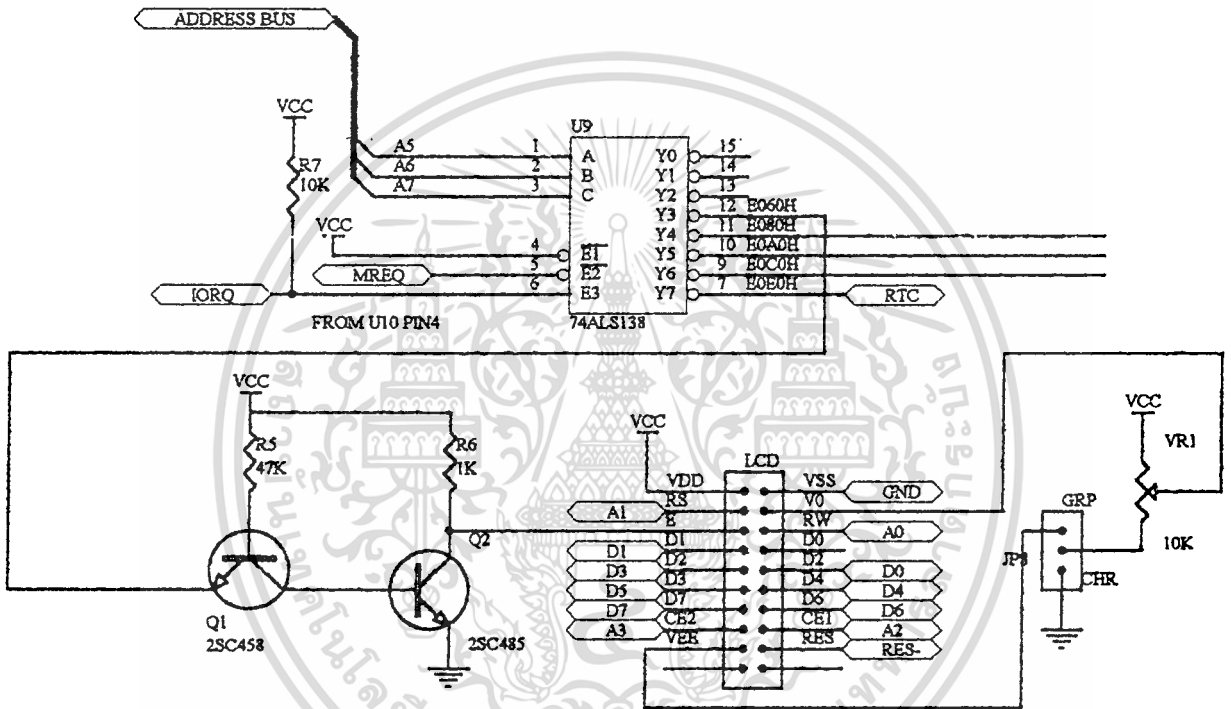 ADDRESS BUS
VCC
R7
10K
A5
A6
A7
1
2
3
U9
A
B
C
Y0
Y1
Y2
Y3
Y4
Y5
Y6
Y7
15
14
13
12 E060H
11 E080H
10 E0A0H
9 E0C0H
7 E0E0H
RTC
VCC
4
5
6
E1
E2
E3
MREQ
IORQ
FROM U10 PIN4
74ALS138
VCC
R5
47K
R6
1K
Q1
2SC458
Q2
2SC485
VCC
LCD
VDD
RS
E
D1
D2
D3
D7
CE2
VEE
A1
D1
D3
D5
D7
A3
VSS
V0
RW
D0
D2
D4
D6
CE1
RES
GND
A0
D0
D4
D6
A2
RES-
VCC
VR1
10K
GRP
CHR